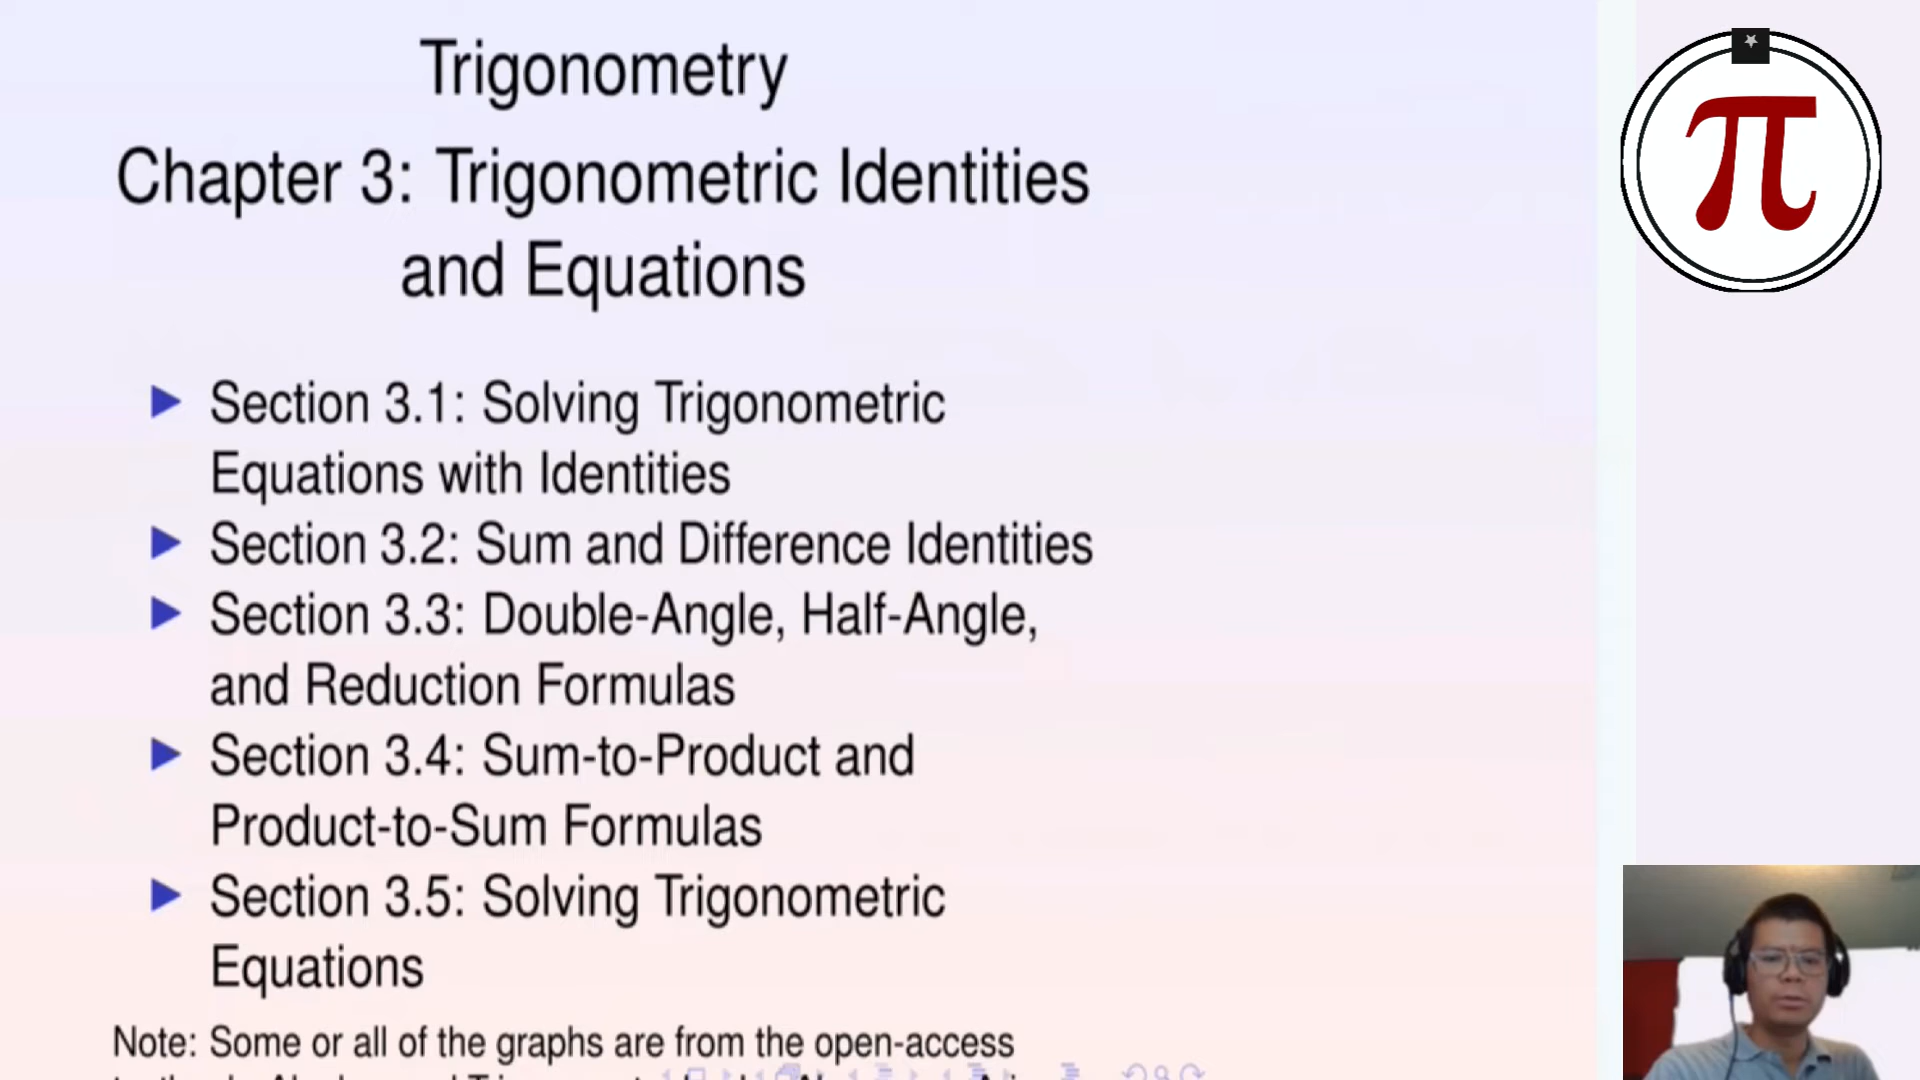 Trigonometry
Chapter 3: Trigonometric Identities
and Equations
Section 3.1: Solving Trigonometric
Equations with Identities
Section 3.2: Sum and Difference Identities
Section 3.3: Double-Angle, Half-Angle,
and Reduction Formulas
Section 3.4: Sum-to-Product and
Product-to-Sum Formulas
Section 3.5: Solving Trigonometric
Equations
Note: Some or all of the graphs are from the open-access
π